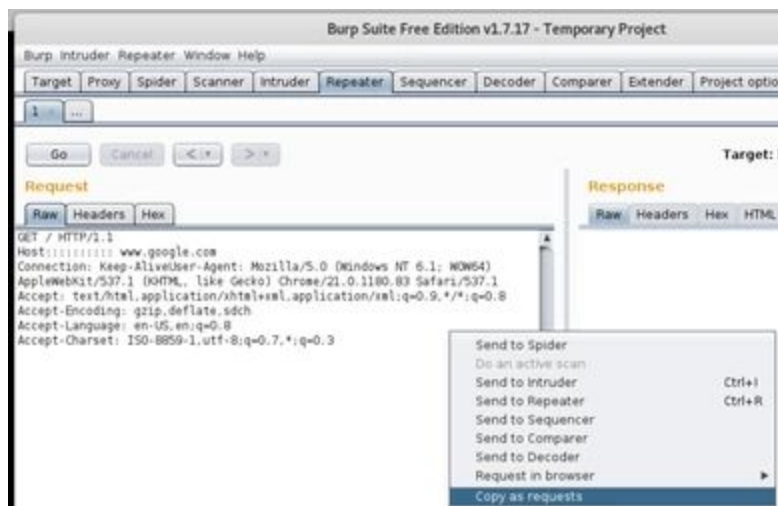 Burp Suite Free Edition v1.7.17 - Temporary Project
Burp Intruder Repeater Window Help
Target Proxy Spider Scanner Intruder Repeater Sequencer Decoder Comparer Extender Project optio
1 ...
Go Cancel < >
Target:
Request
Response
Raw Headers Hex
Raw Headers Hex HTML
GET / HTTP/1.1
Host:::::::::: www.google.com
Connection: Keep-AliveUser-Agent: Mozilla/5.0 (Windows NT 6.1; WOW64)
AppleWebKit/537.1 (KHTML, like Gecko) Chrome/21.0.1180.83 Safari/537.1
Accept: text/html,application/xhtml+xml,application/xml;q=0.9,*/*;q=0.8
Accept-Encoding: gzip,deflate,sdch
Accept-Language: en-US,en;q=0.8
Accept-Charset: ISO-8859-1,utf-8;q=0.7,*;q=0.3
Send to Spider
Do an active scan
Send to Intruder Ctrl+I
Send to Repeater Ctrl+R
Send to Sequencer
Send to Comparer
Send to Decoder
Request in browser
Copy as requests